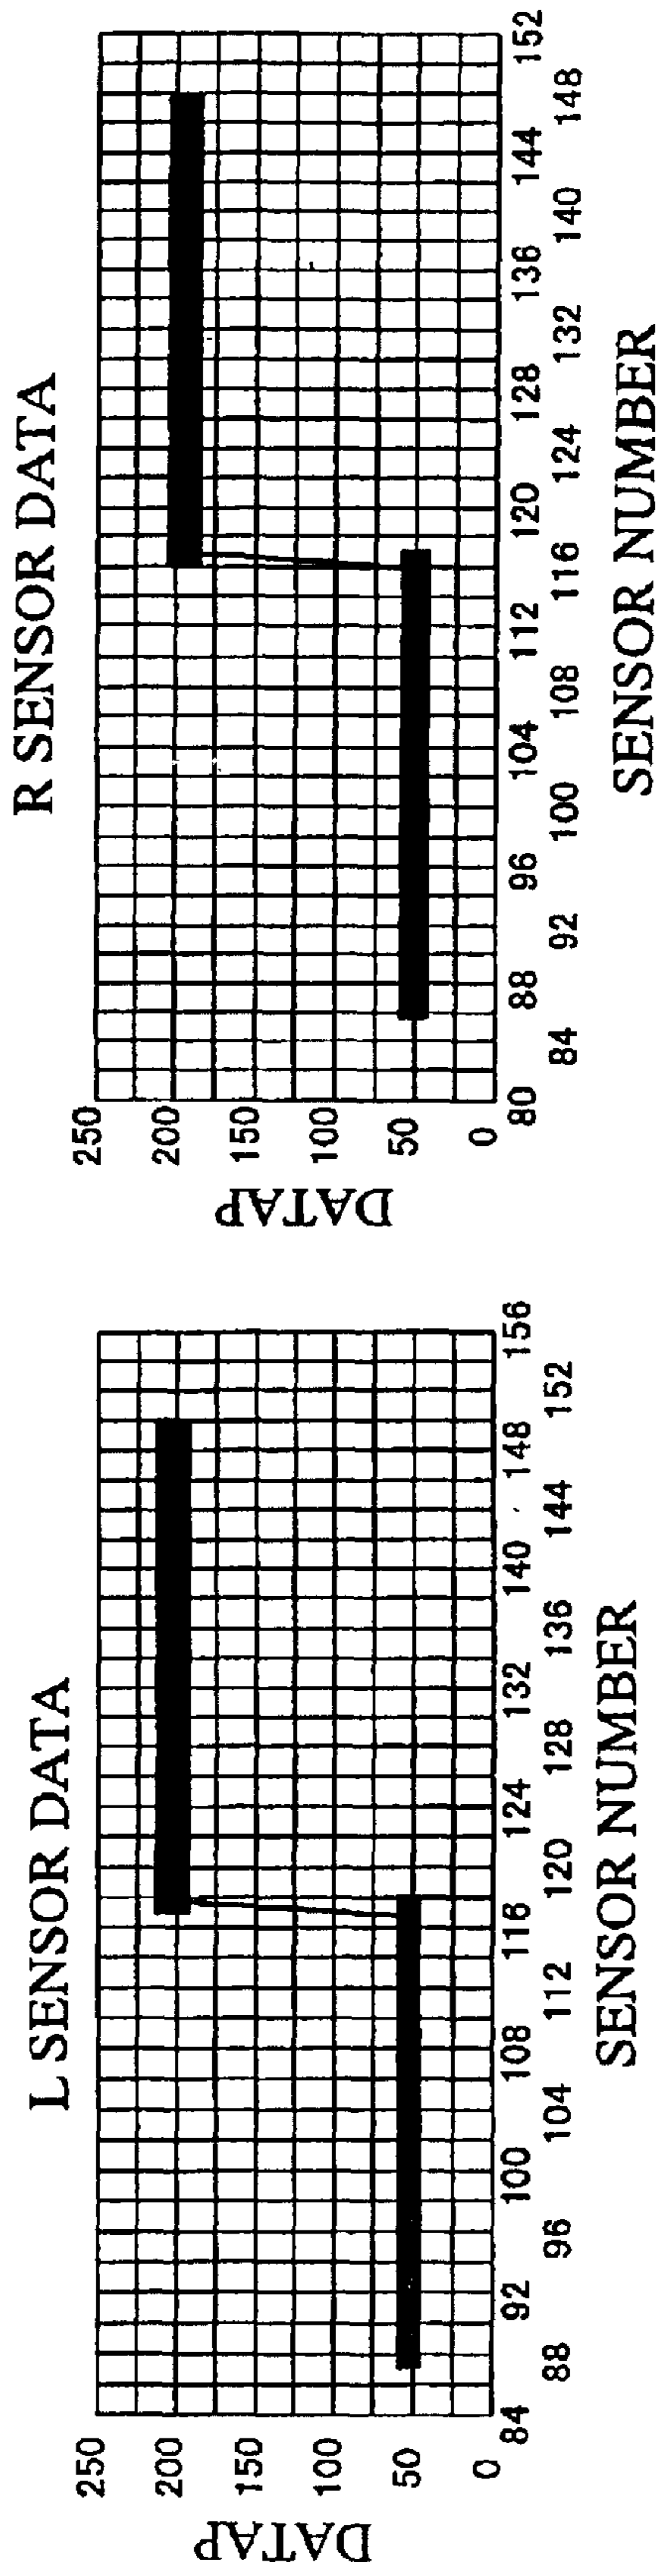 L SENSOR DATA
DATAP
250
200
150
100
50
0
84 92 100 108 116 124 132 140 148 156
88 96 104 112 120 128 136 144 152
SENSOR NUMBER
R SENSOR DATA
DATAP
250
200
150
100
50
0
80 88 96 104 112 120 128 136 144 152
84 92 100 108 116 124 132 140 148
SENSOR NUMBER